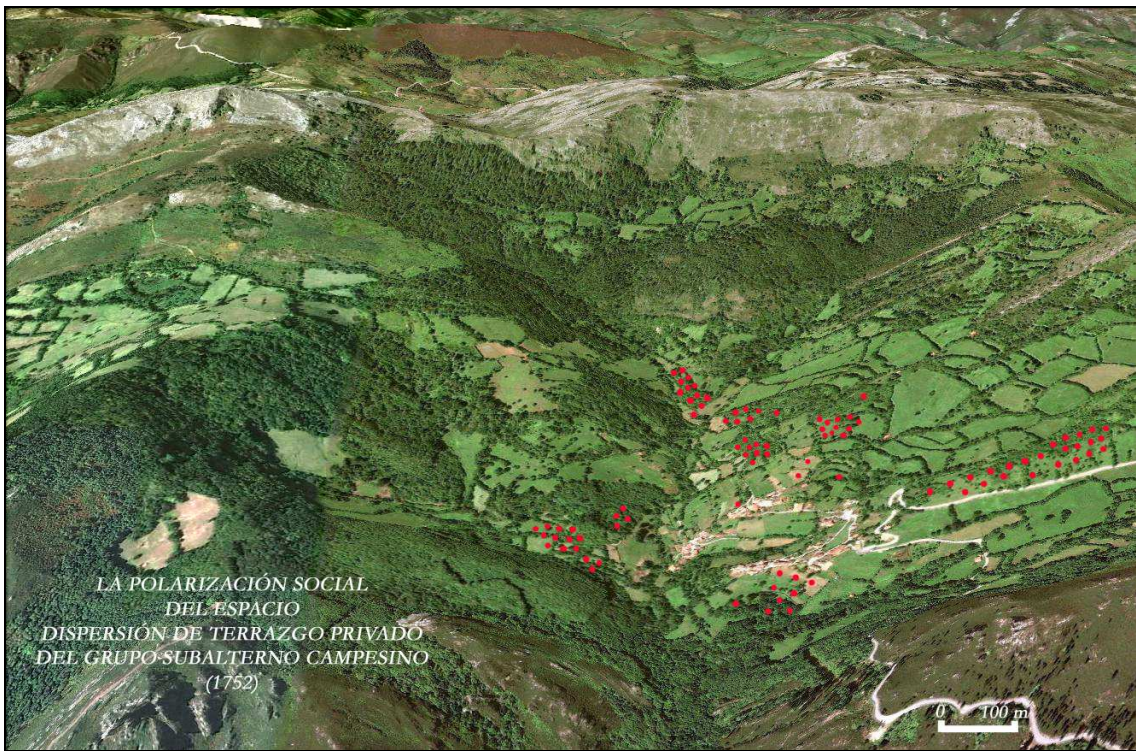 LA POLARIZACIÓN SOCIAL
DEL ESPACIO
DISPERSIÓN DE TERRAZGO PRIVADO
DEL GRUPO SUBALTERNO CAMPESINO
(1752)
0 100 m